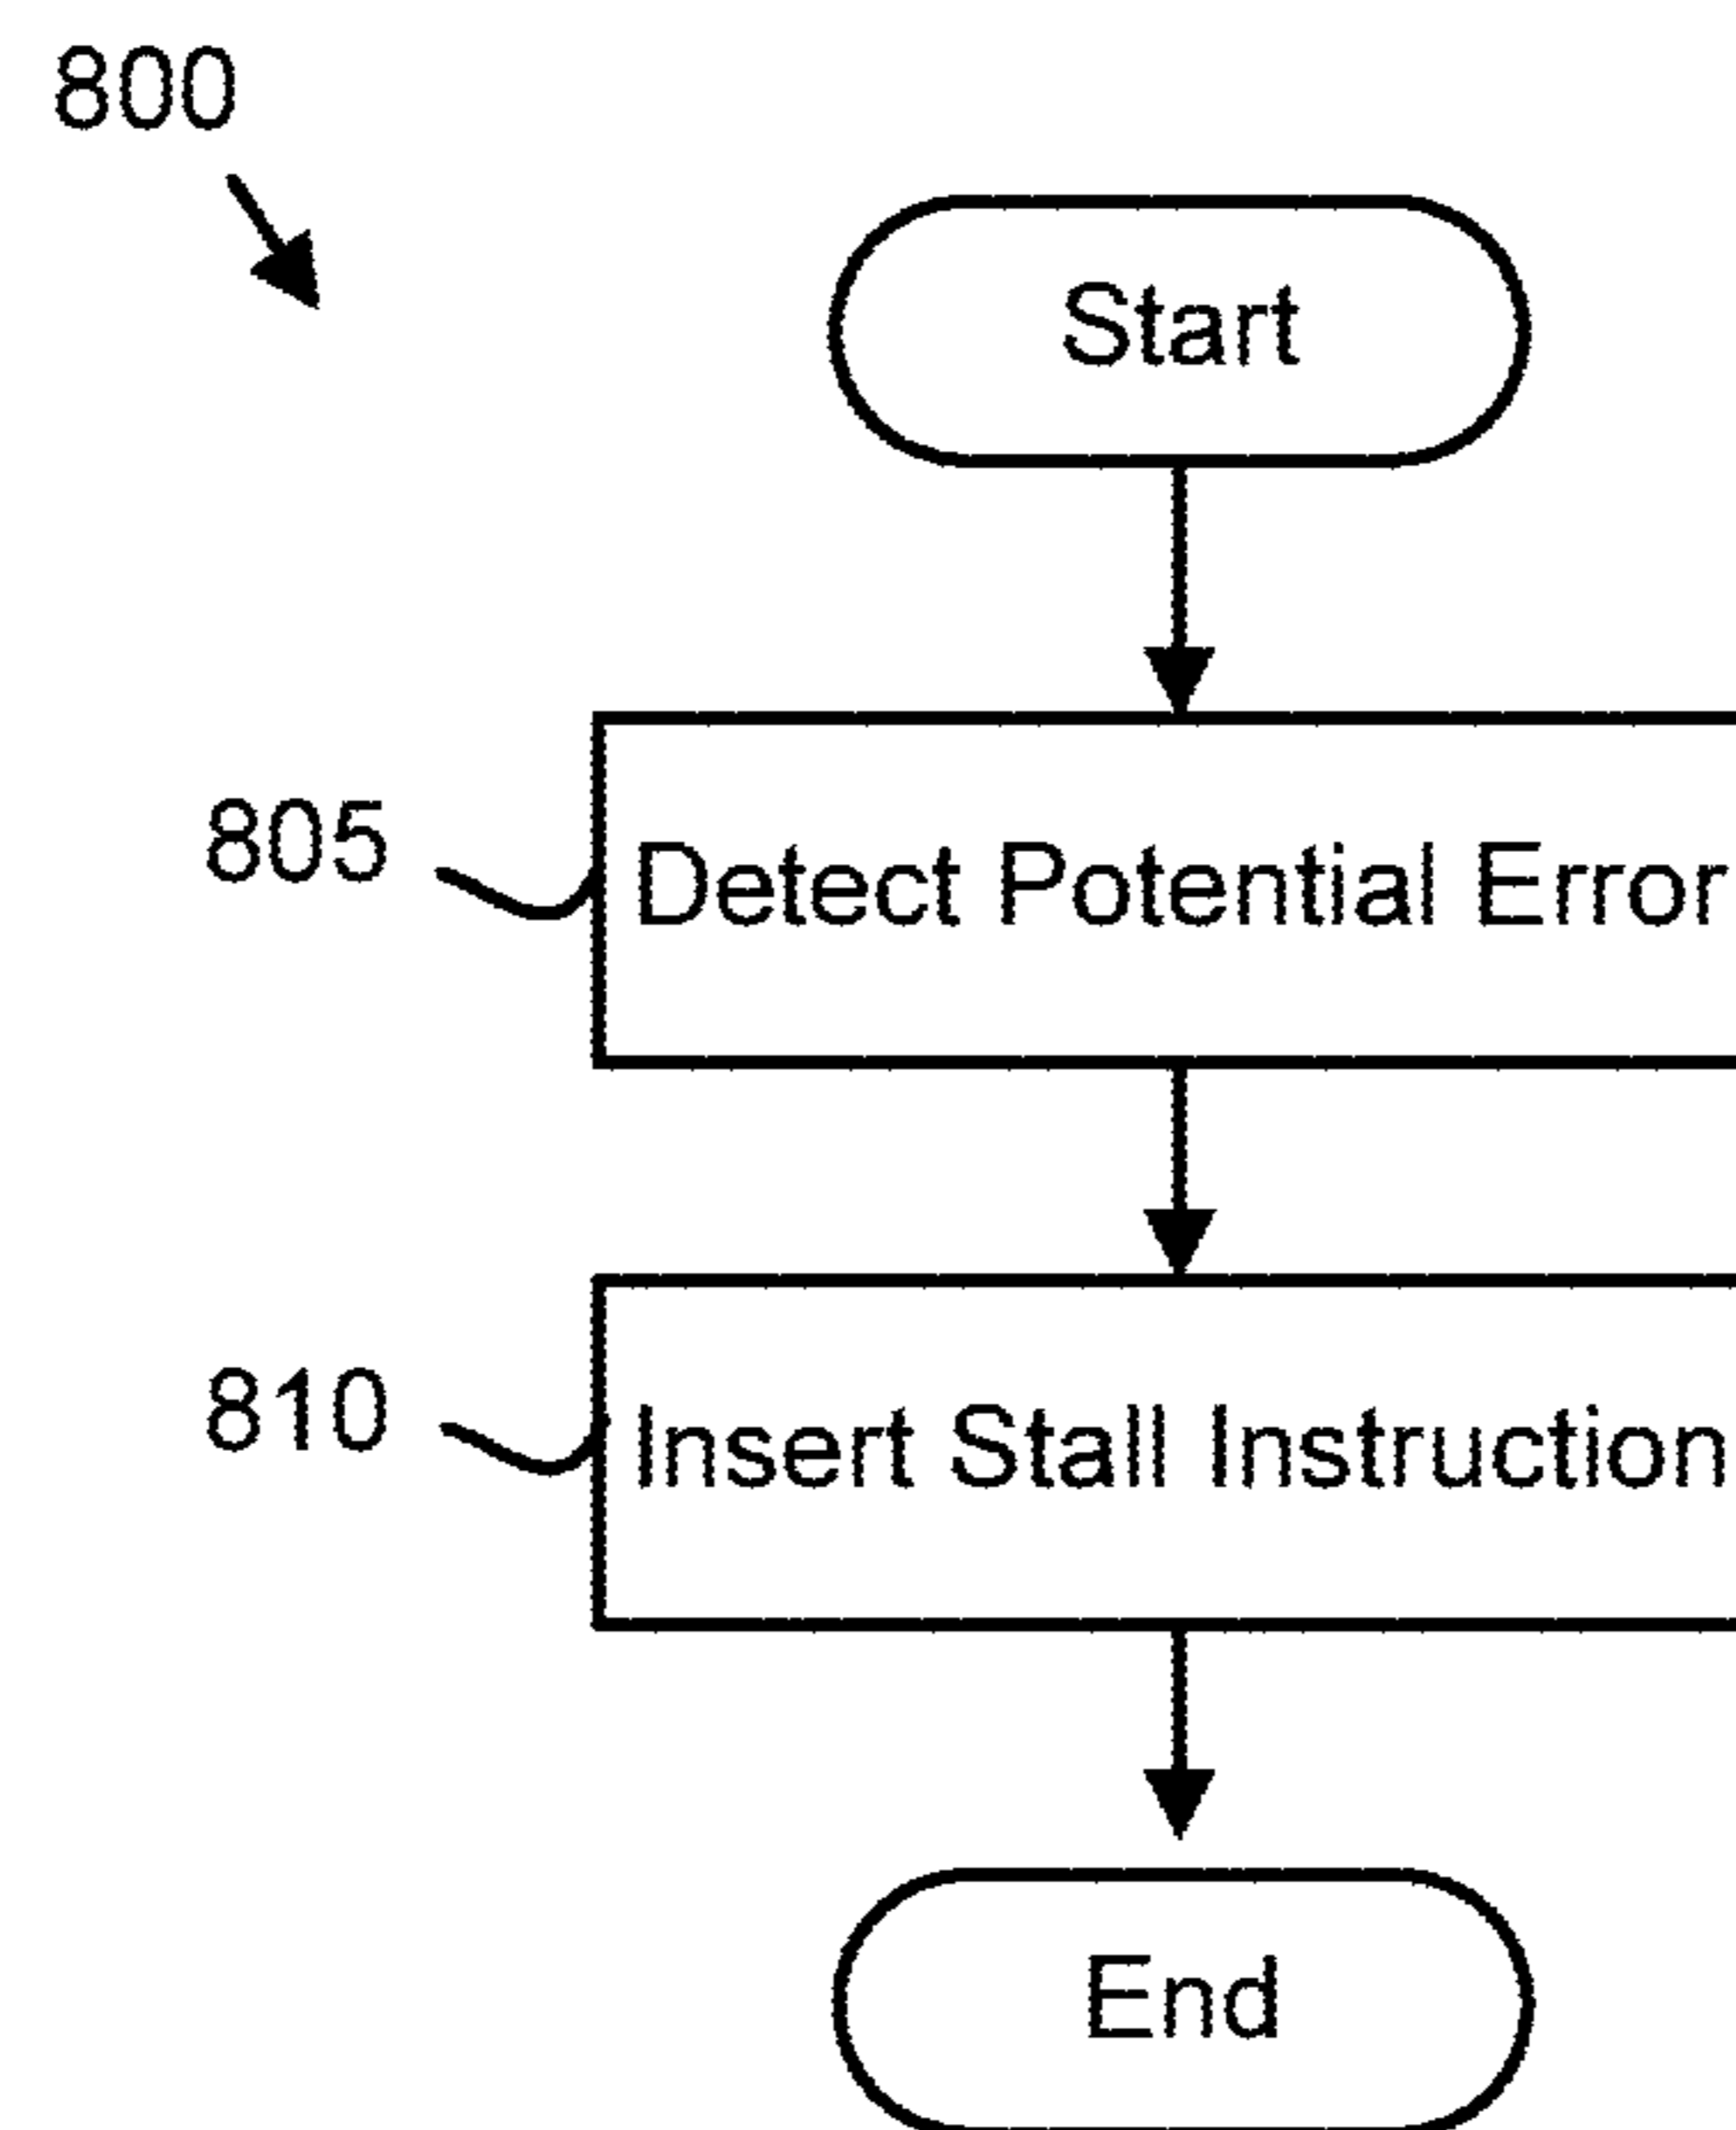 800
Start
805
Detect Potential Error
810
Insert Stall Instruction
End